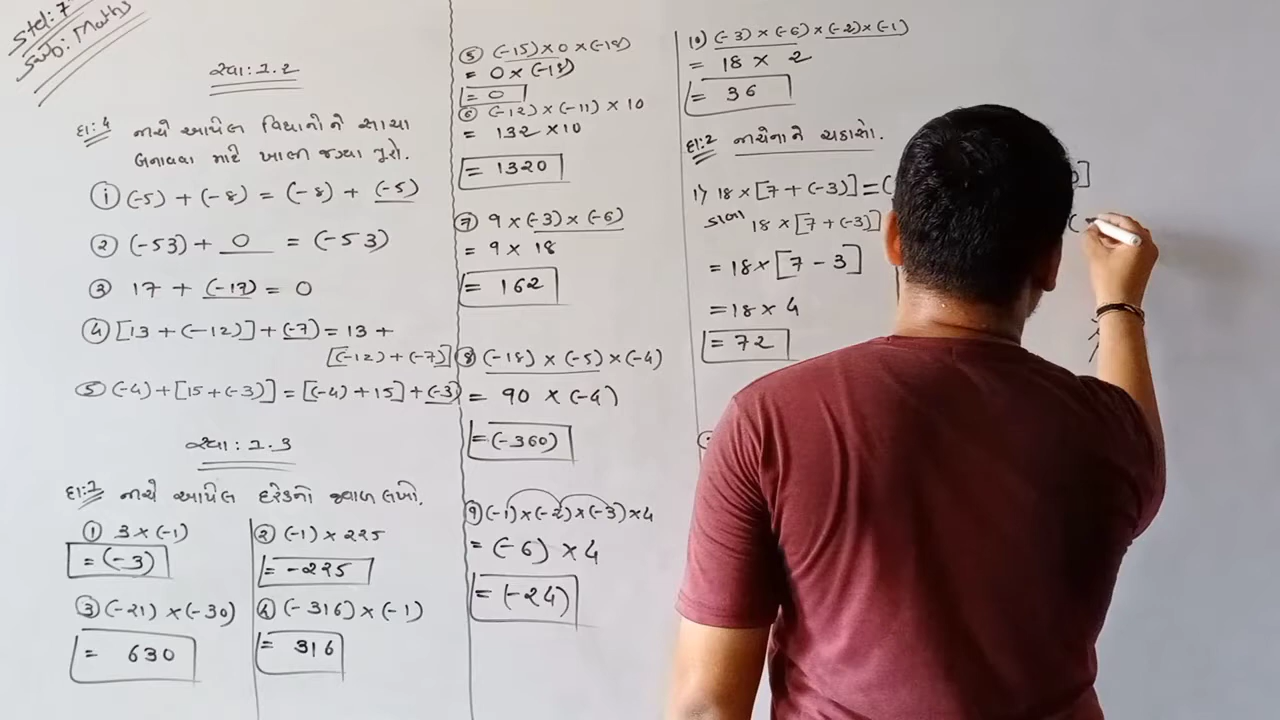 Std: 7
Sub: Maths
સ્વા: 1.2
દા: 4 નીચે આપેલ વિધાનોને સાચા
બનાવવા માટે ખાલી જગ્યા પૂરો.
① (-5) + (-8) = (-8) + (-5)
② (-53) + 0 = (-53)
③ 17 + (-17) = 0
④ [13 + (-12)] + (-7) = 13 +
[(-12) + (-7)]
⑤ (-4) + [15 + (-3)] = [(-4) + 15] + (-3)
સ્વા: 1.3
દા: 1 નીચે આપેલ દરેકનો જવાબ લખો.
① 3 × (-1)
= (-3)
② (-1) × 225
= -225
③ (-21) × (-30)
= 630
④ (-316) × (-1)
= 316
⑤ (-15) × 0 × (-18)
= 0 × (-18)
= 0
⑥ (-12) × (-11) × 10
= 132 × 10
= 1320
⑦ 9 × (-3) × (-6)
= 9 × 18
= 162
⑧ (-18) × (-5) × (-4)
= 90 × (-4)
= (-360)
⑨ (-1) × (-2) × (-3) × 4
= (-6) × 4
= (-24)
10) (-3) × (-6) × (-2) × (-1)
= 18 × 2
= 36
દા: 2 નીચેનાને ચકાસો.
1) 18 × [7 + (-3)] = (
ડાબા 18 × [7 + (-3)]
= 18 × [7 - 3]
= 18 × 4
= 72